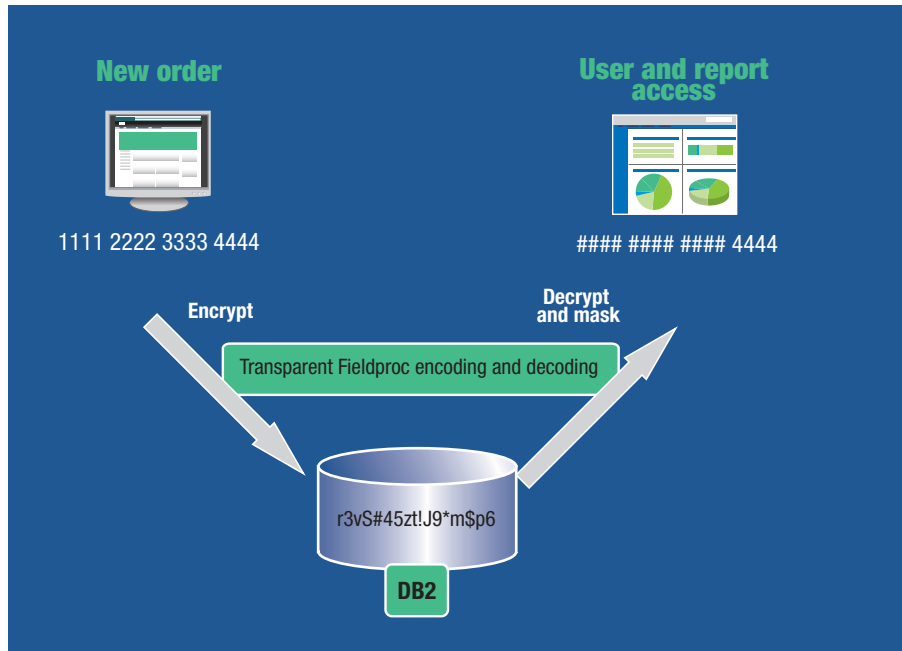 New order
User and report
access
1111 2222 3333 4444
#### #### #### 4444
Encrypt
Decrypt
and mask
Transparent Fieldproc encoding and decoding
r3vS#45zt!J9*m$p6
DB2